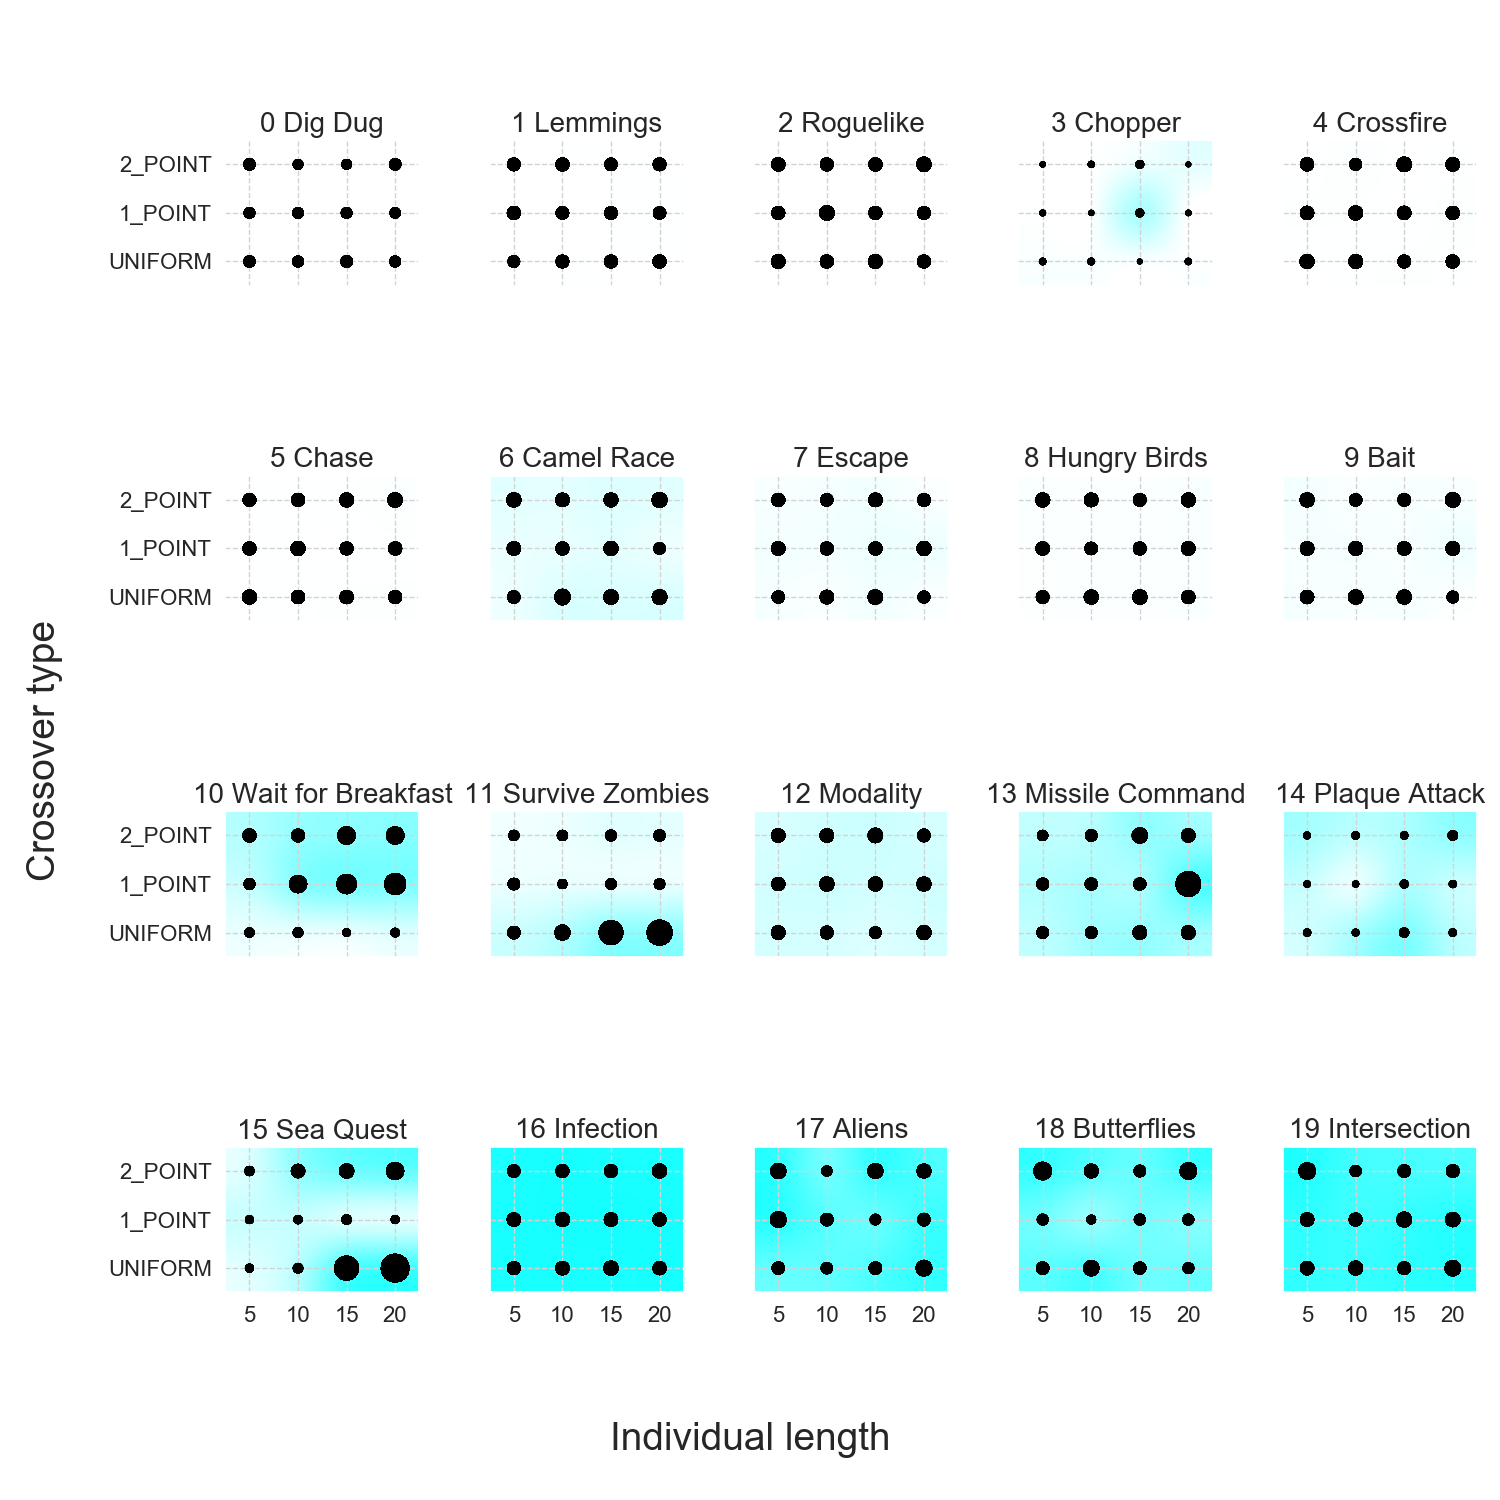 0 Dig Dug
1 Lemmings
2 Roguelike
3 Chopper
4 Crossfire
2_POINT
1_POINT
UNIFORM
5 Chase
6 Camel Race
7 Escape
8 Hungry Birds
9 Bait
2_POINT
1_POINT
UNIFORM
Crossover type
10 Wait for Breakfast
11 Survive Zombies
12 Modality
13 Missile Command
14 Plaque Attack
2_POINT
1_POINT
UNIFORM
15 Sea Quest
16 Infection
17 Aliens
18 Butterflies
19 Intersection
2_POINT
1_POINT
UNIFORM
5 10 15 20
5 10 15 20
5 10 15 20
5 10 15 20
5 10 15 20
Individual length